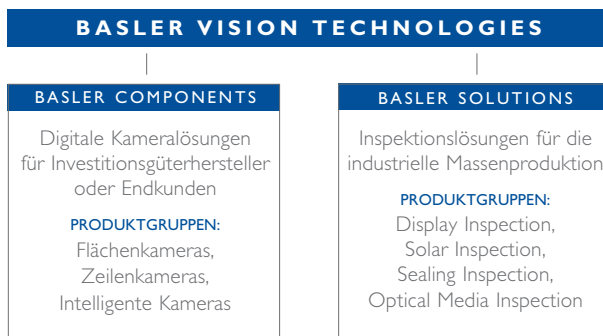 BASLER VISION TECHNOLOGIES
BASLER COMPONENTS
Digitale Kameralösungen
für Investitionsgüterhersteller
oder Endkunden
PRODUKTGRUPPEN:
Flächenkameras,
Zeilenkameras,
Intelligente Kameras
BASLER SOLUTIONS
Inspektionslösungen für die
industrielle Massenproduktion
PRODUKTGRUPPEN:
Display Inspection,
Solar Inspection,
Sealing Inspection,
Optical Media Inspection